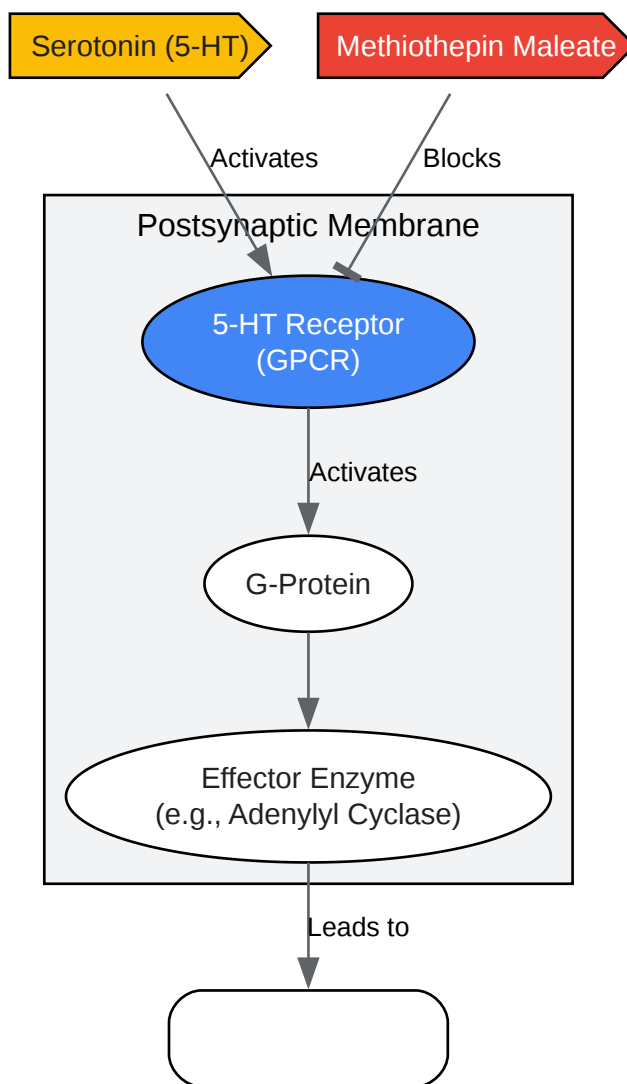 Serotonin (5-HT)
Methiothepin Maleate
Activates
Blocks
Postsynaptic Membrane
5-HT Receptor
(GPCR)
Activates
G-Protein
Effector Enzyme
(e.g., Adenylyl Cyclase)
Leads to